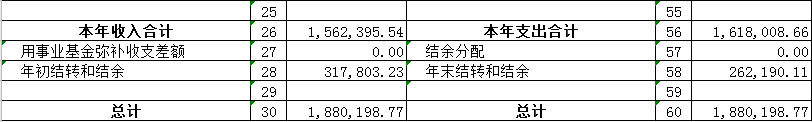 25 55
本年收入合计 26 1,562,395.54 本年支出合计 56 1,618,008.66
用事业基金弥补收支差额 27 0.00 结余分配 57 0.00
年初结转和结余 28 317,803.23 年末结转和结余 58 262,190.11
29 59
总计 30 1,880,198.77 总计 60 1,880,198.77